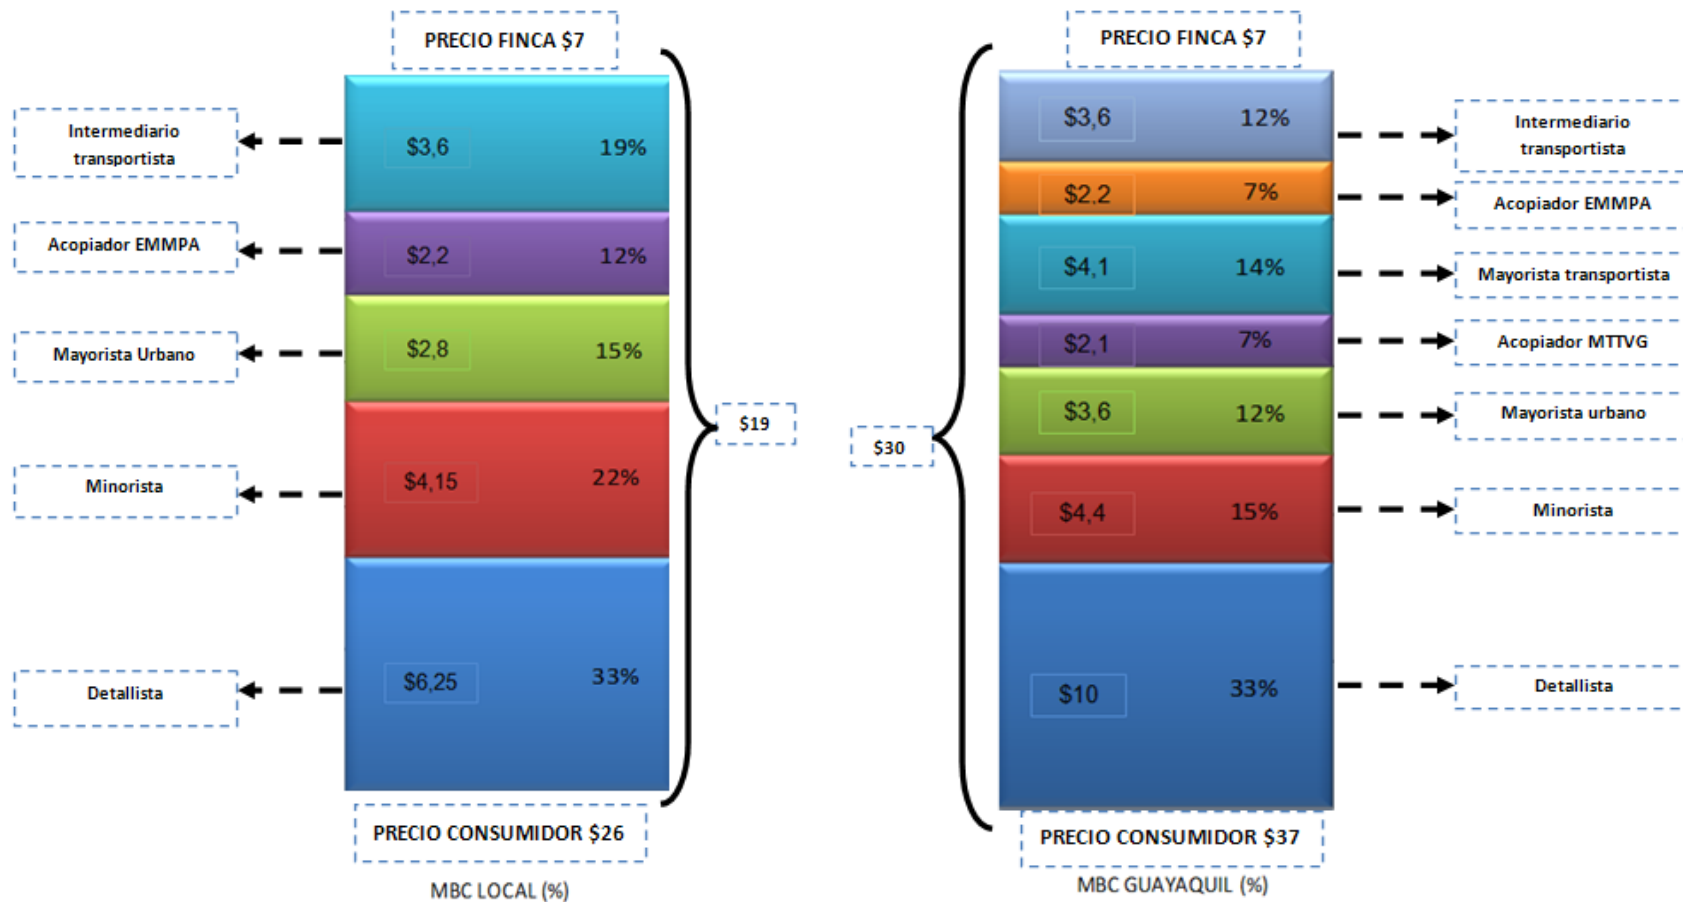 PRECIO FINCA $7
Intermediario
transportista
$3,6 19%
Acopiador EMMPA
$2,2 12%
Mayorista Urbano
$2,8 15%
Minorista
$4,15 22%
Detallista
$6,25 33%
$19
PRECIO CONSUMIDOR $26
MBC LOCAL (%)
PRECIO FINCA $7
$3,6 12%
Intermediario
transportista
$2,2 7%
Acopiador EMMPA
$4,1 14%
Mayorista transportista
$2,1 7%
Acopiador MTTVG
$3,6 12%
Mayorista urbano
$30
$4,4 15%
Minorista
$10 33%
Detallista
PRECIO CONSUMIDOR $37
MBC GUAYAQUIL (%)